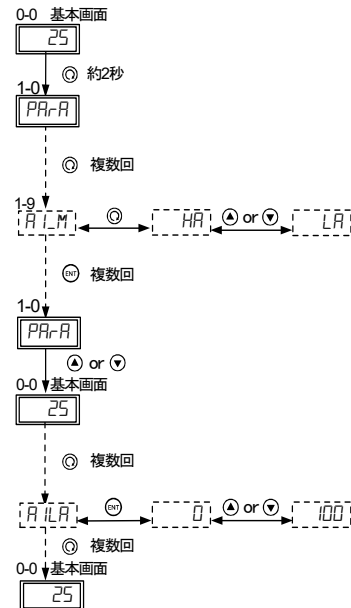 0-0 基本画面
25
約2秒
1-0
PArA
複数回
1-9
A1_M HA or LA
ENT 複数回
1-0
PArA
or
0-0 基本画面
25
複数回
A1LA ENT 0 or 100
複数回
0-0 基本画面
25